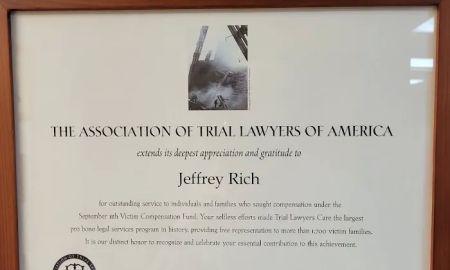 THE ASSOCIATION OF TRIAL LAWYERS OF AMERICA
extends its deepest appreciation and gratitude to
Jeffrey Rich
for outstanding service to individuals and families who sought compensation under the
September 11th Victim Compensation Fund. Your selfless efforts made Trial Lawyers Care the largest
pro bono legal services program in history, providing free representation to more than 1,700 victim families.
It is our distinct honor to recognize and celebrate your essential contribution to this achievement.